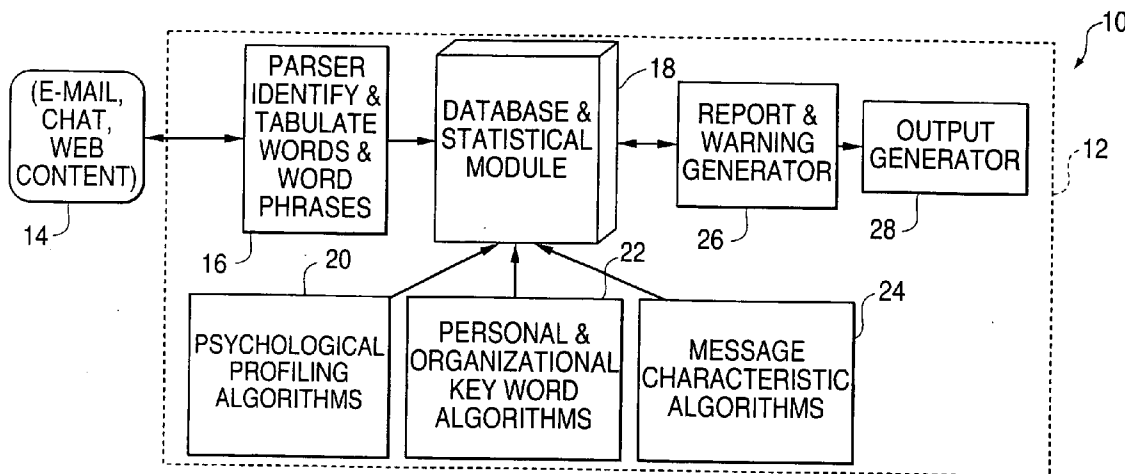 10
(E-MAIL,
CHAT,
WEB
CONTENT)
14
PARSER
IDENTIFY &
TABULATE
WORDS &
WORD
PHRASES
16
DATABASE &
STATISTICAL
MODULE
18
REPORT &
WARNING
GENERATOR
26
OUTPUT
GENERATOR
28
12
20
PSYCHOLOGICAL
PROFILING
ALGORITHMS
22
PERSONAL &
ORGANIZATIONAL
KEY WORD
ALGORITHMS
24
MESSAGE
CHARACTERISTIC
ALGORITHMS